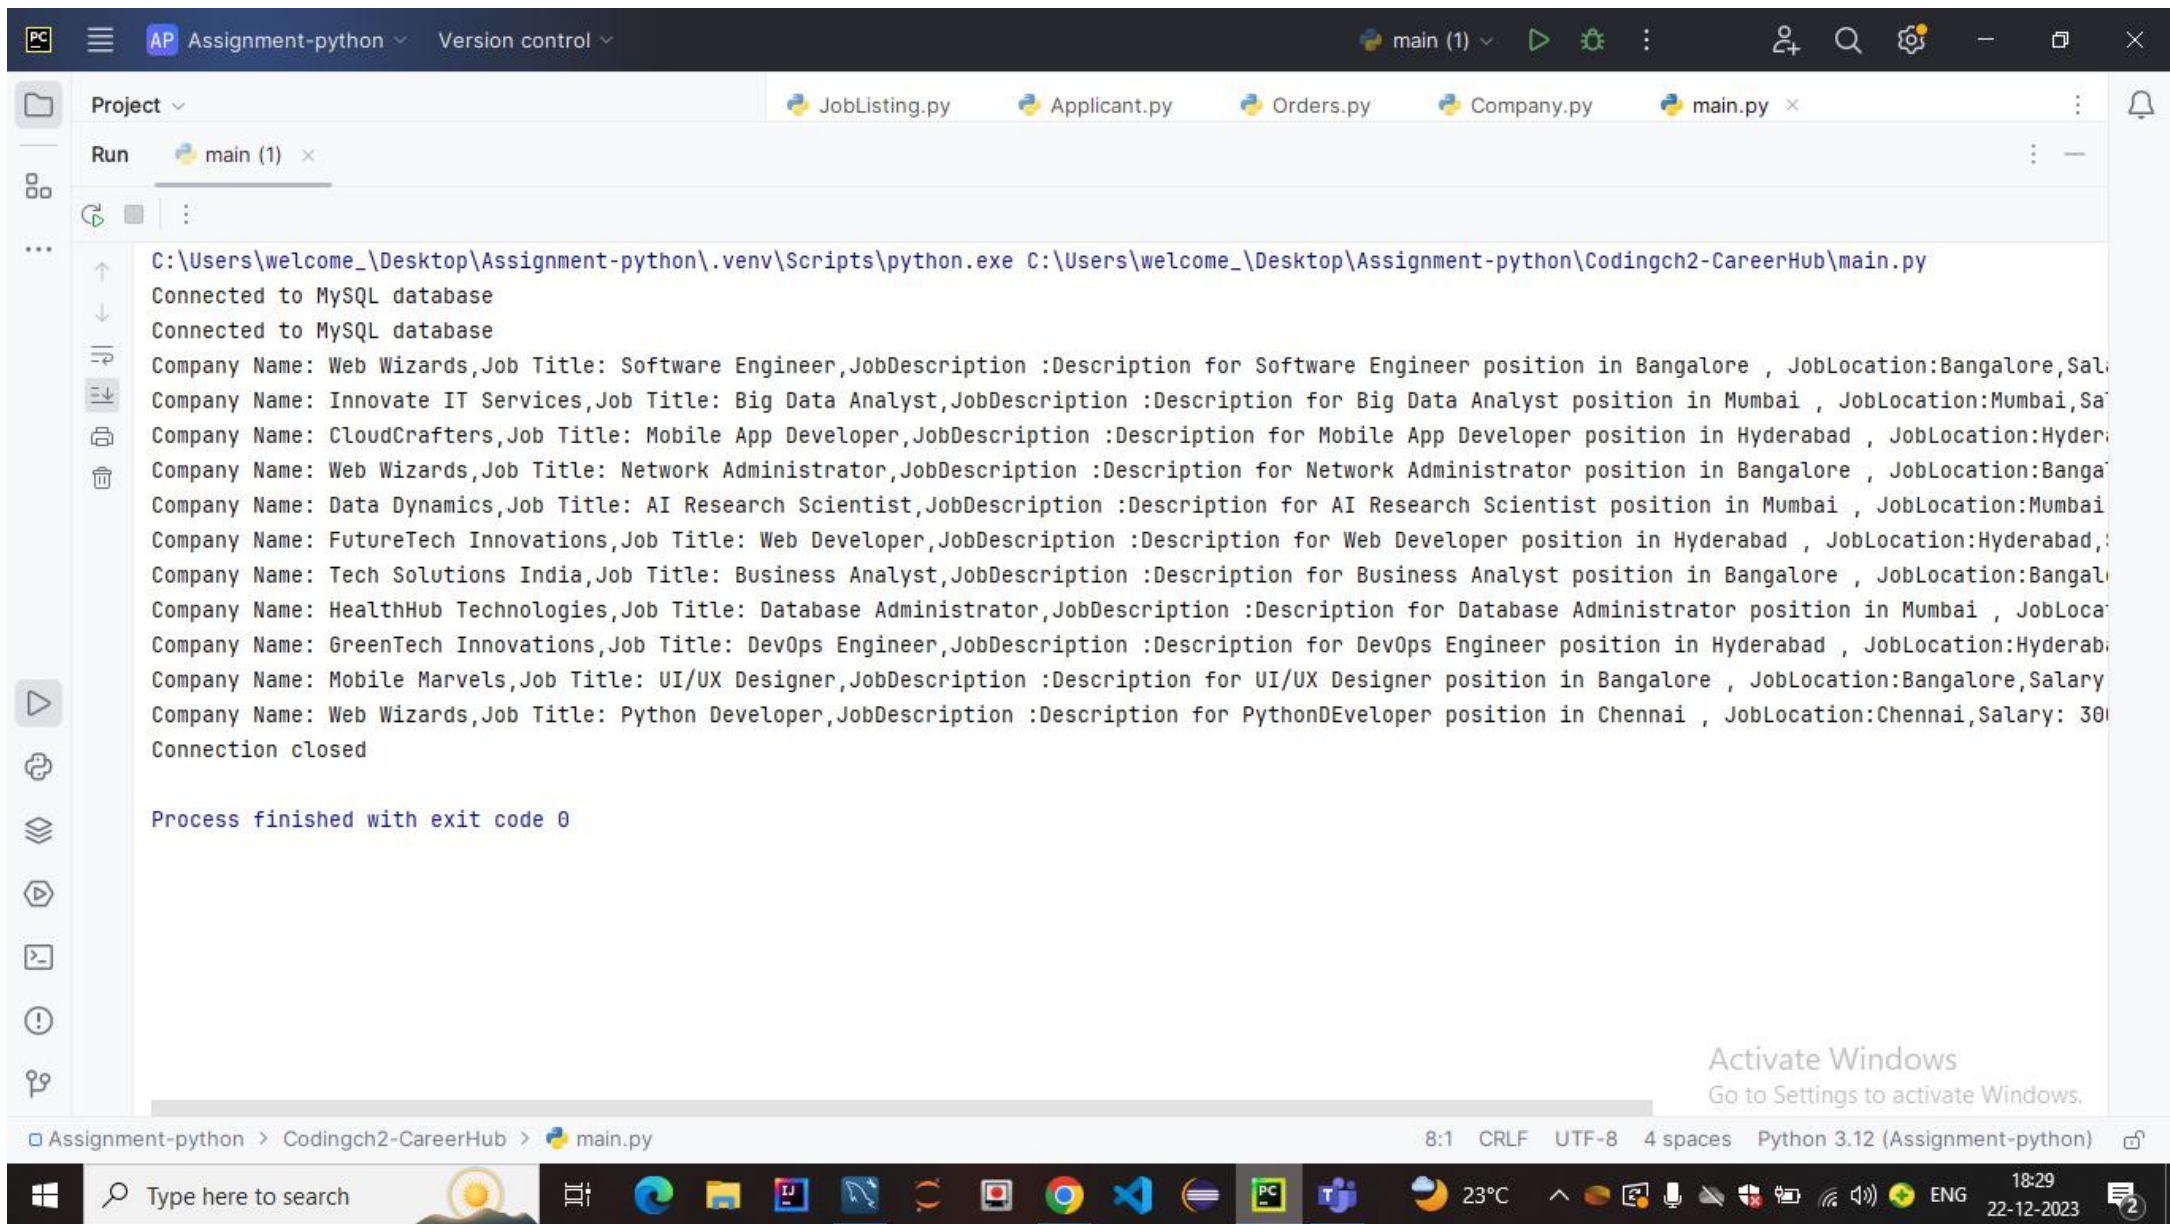 PC AP Assignment-python Version control main (1)
Project JobListing.py Applicant.py Orders.py Company.py main.py
Run main (1)
C:\Users\welcome_\Desktop\Assignment-python\.venv\Scripts\python.exe C:\Users\welcome_\Desktop\Assignment-python\Codingch2-CareerHub\main.py
Connected to MySQL database
Connected to MySQL database
Company Name: Web Wizards,Job Title: Software Engineer,JobDescription :Description for Software Engineer position in Bangalore , JobLocation:Bangalore,Sal
Company Name: Innovate IT Services,Job Title: Big Data Analyst,JobDescription :Description for Big Data Analyst position in Mumbai , JobLocation:Mumbai,Sa
Company Name: CloudCrafters,Job Title: Mobile App Developer,JobDescription :Description for Mobile App Developer position in Hyderabad , JobLocation:Hyder
Company Name: Web Wizards,Job Title: Network Administrator,JobDescription :Description for Network Administrator position in Bangalore , JobLocation:Banga
Company Name: Data Dynamics,Job Title: AI Research Scientist,JobDescription :Description for AI Research Scientist position in Mumbai , JobLocation:Mumbai
Company Name: FutureTech Innovations,Job Title: Web Developer,JobDescription :Description for Web Developer position in Hyderabad , JobLocation:Hyderabad,
Company Name: Tech Solutions India,Job Title: Business Analyst,JobDescription :Description for Business Analyst position in Bangalore , JobLocation:Bangal
Company Name: HealthHub Technologies,Job Title: Database Administrator,JobDescription :Description for Database Administrator position in Mumbai , JobLoca
Company Name: GreenTech Innovations,Job Title: DevOps Engineer,JobDescription :Description for DevOps Engineer position in Hyderabad , JobLocation:Hyderab
Company Name: Mobile Marvels,Job Title: UI/UX Designer,JobDescription :Description for UI/UX Designer position in Bangalore , JobLocation:Bangalore,Salary
Company Name: Web Wizards,Job Title: Python Developer,JobDescription :Description for PythonDEveloper position in Chennai , JobLocation:Chennai,Salary: 30
Connection closed
Process finished with exit code 0
Activate Windows
Go to Settings to activate Windows.
Assignment-python > Codingch2-CareerHub > main.py 8:1 CRLF UTF-8 4 spaces Python 3.12 (Assignment-python)
Type here to search 23°C ENG 18:29
22-12-2023 2